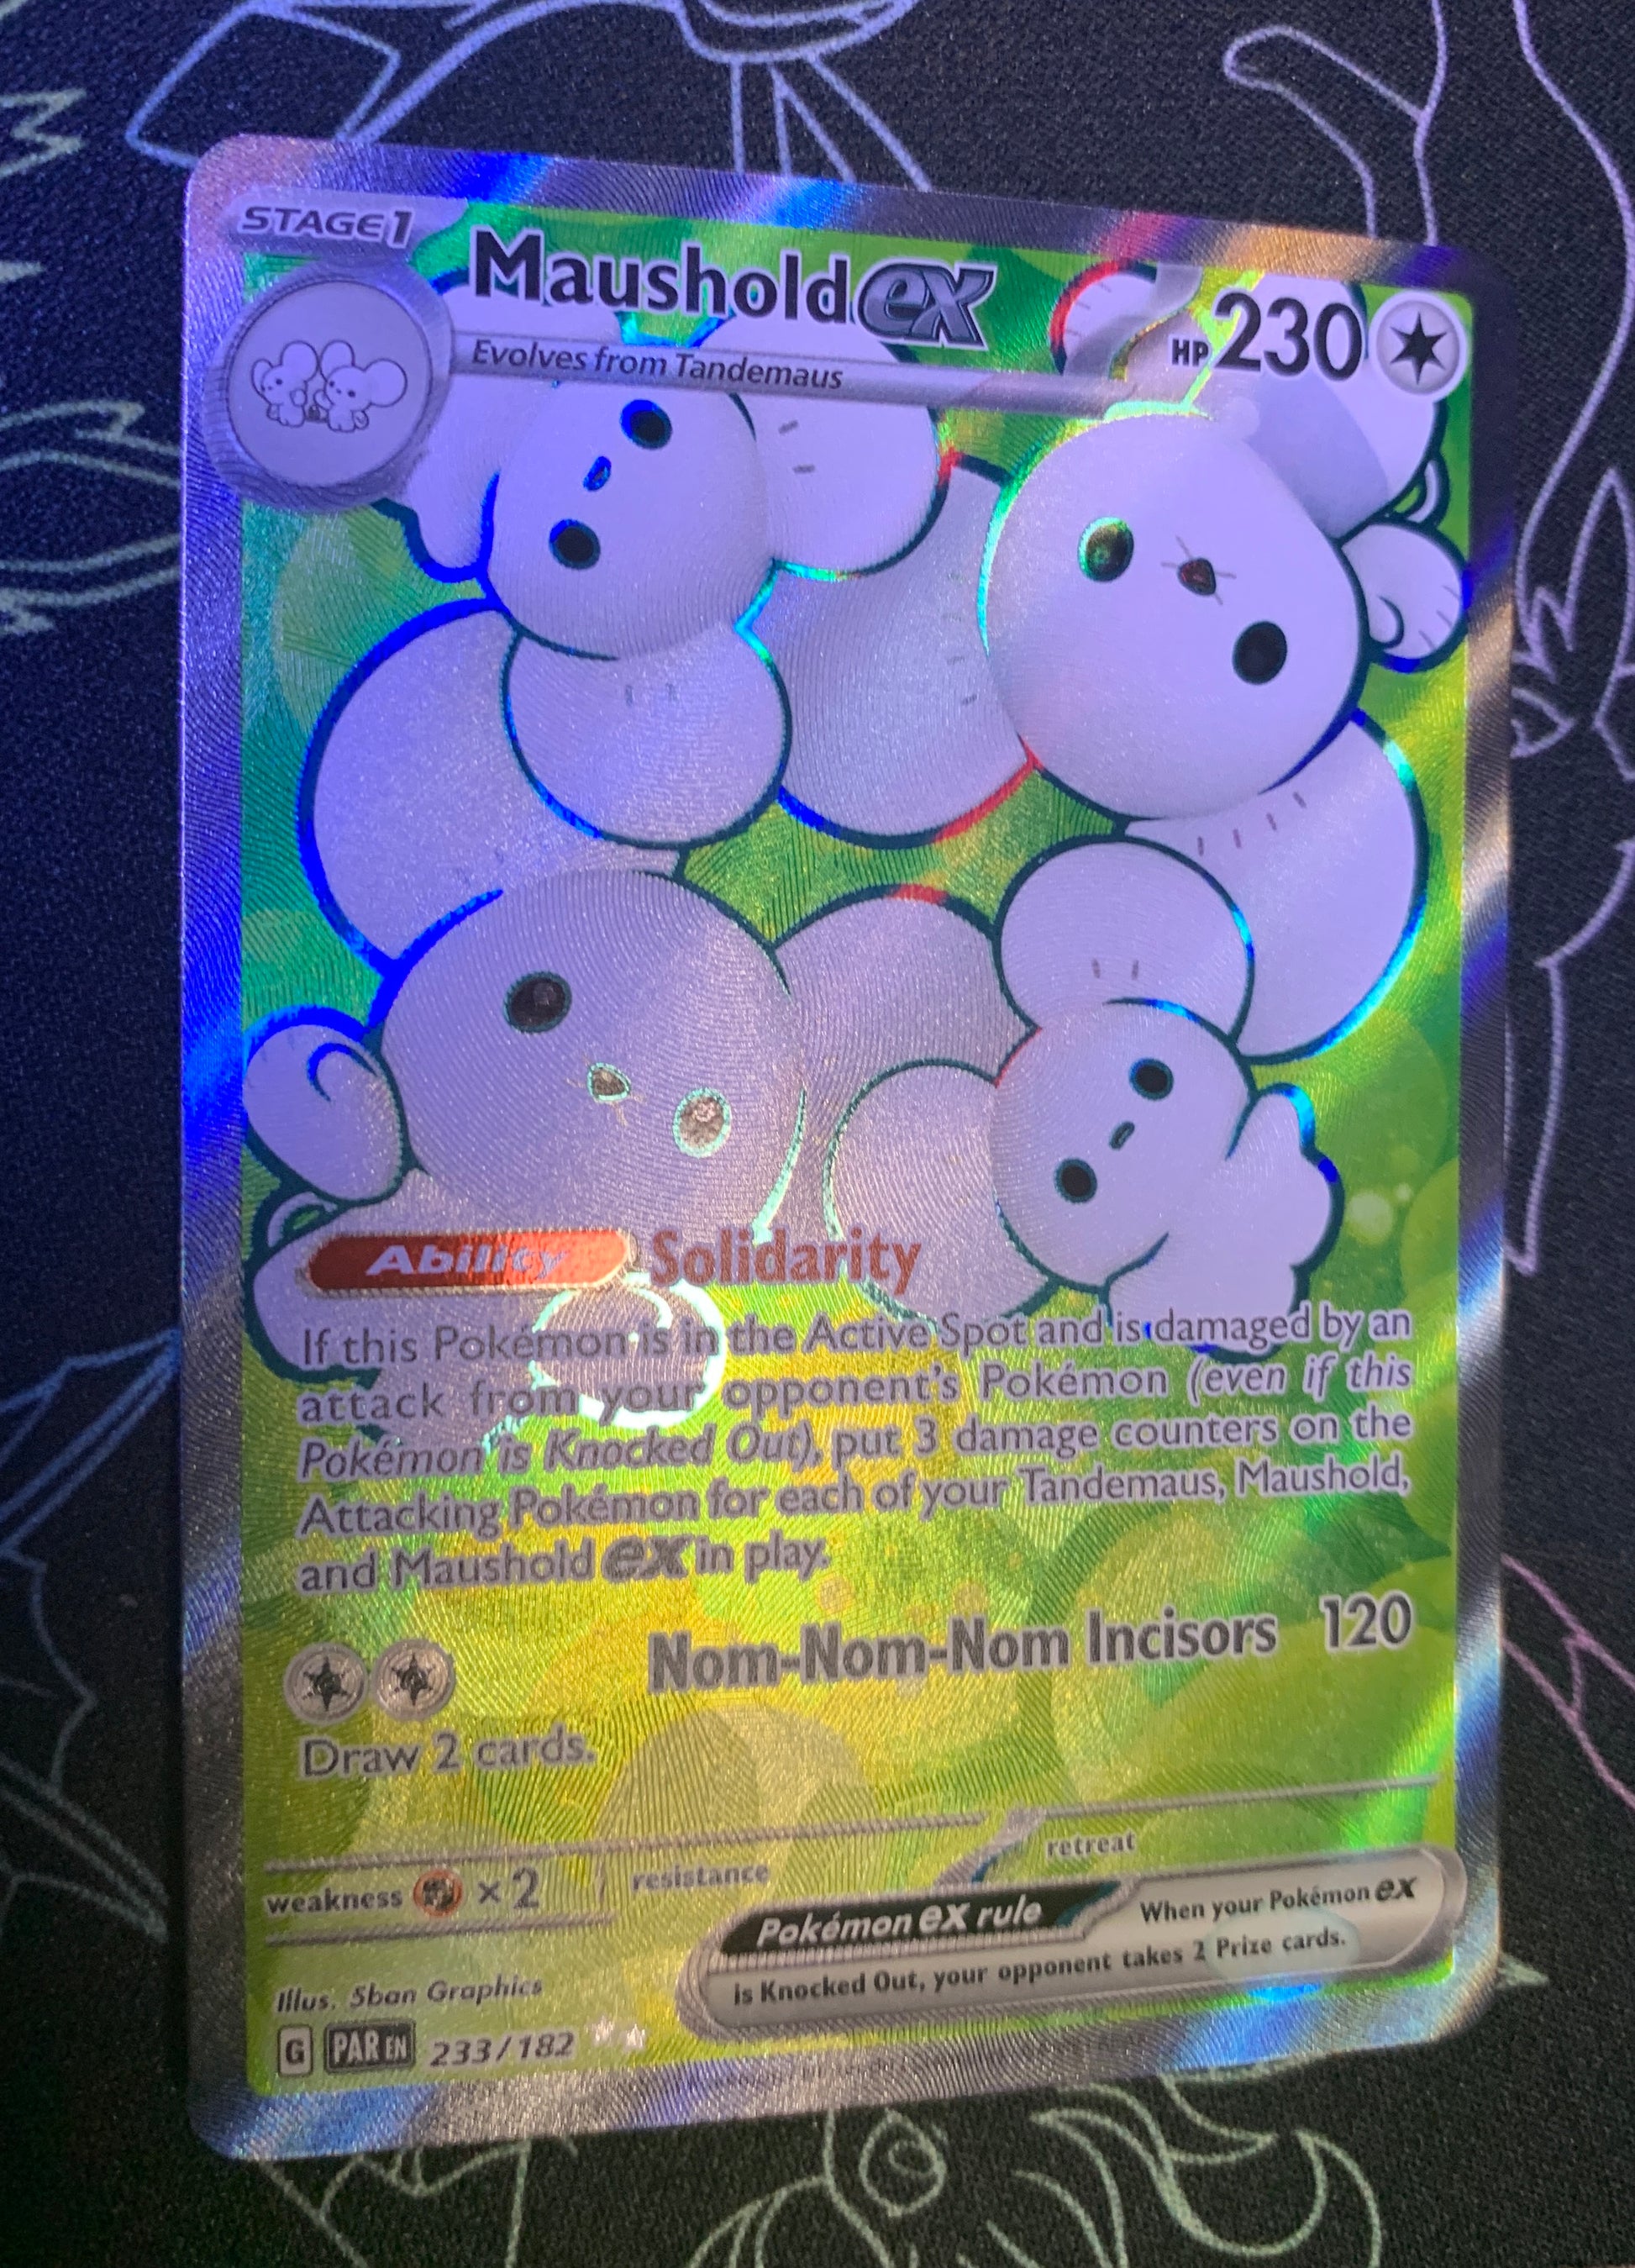 STAGE1
Maushold ex
HP 230
Evolves from Tandemaus
Ability Solidarity
If this Pokémon is in the Active Spot and is damaged by an
attack from your opponent's Pokémon (even if this
Pokémon is Knocked Out), put 3 damage counters on the
Attacking Pokémon for each of your Tandemaus, Maushold,
and Maushold ex in play.
Nom-Nom-Nom Incisors 120
Draw 2 cards.
weakness ×2 resistance retreat
Pokémon ex rule When your Pokémon ex
is Knocked Out, your opponent takes 2 Prize cards.
Illus. 5ban Graphics
G PAR EN 233/182